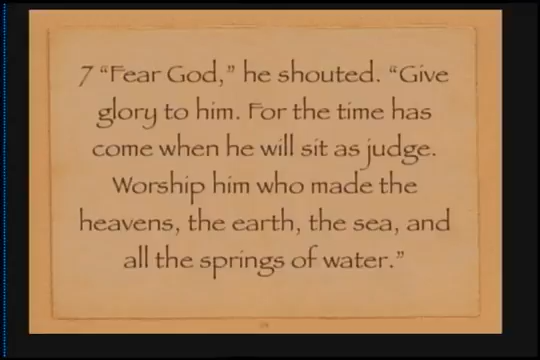 7 “Fear God,” he shouted. “Give
glory to him. For the time has
come when he will sit as judge.
Worship him who made the
heavens, the earth, the sea, and
all the springs of water.”